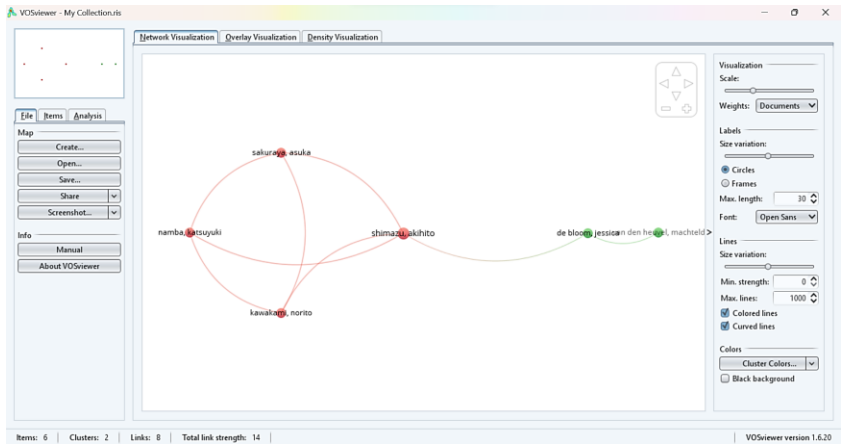 VOSviewer - My Collection.ris
Network Visualization Overlay Visualization Density Visualization
File Items Analysis
Map
Create...
Open...
Save...
Share
Screenshot...
Info
Manual
About VOSviewer
sakuraya, asuka
namba, katsuyuki
shimazu, akihito
de bloom, jessica
an den heuvel, machteld >
kawakami, norito
Visualization
Scale:
Weights: Documents
Labels
Size variation:
Circles
Frames
Max. length: 30
Font: Open Sans
Lines
Size variation:
Min. strength: 0
Max. lines: 1000
Colored lines
Curved lines
Colors
Cluster Colors...
Black background
Items: 6 | Clusters: 2 | Links: 8 | Total link strength: 14 |
VOSviewer version 1.6.20